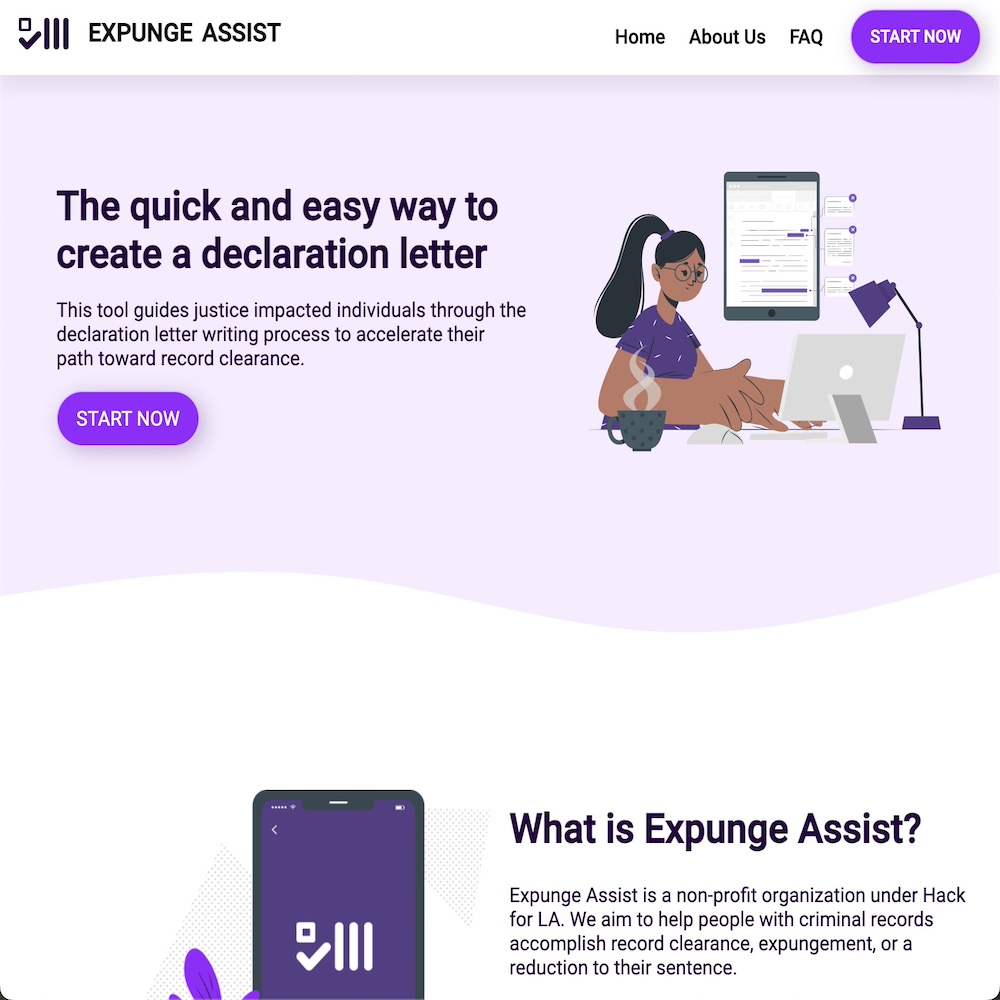 EXPUNGE ASSIST
Home
About Us
FAQ
START NOW
The quick and easy way to
create a declaration letter
This tool guides justice impacted individuals through the
declaration letter writing process to accelerate their
path toward record clearance.
START NOW
What is Expunge Assist?
Expunge Assist is a non-profit organization under Hack
for LA. We aim to help people with criminal records
accomplish record clearance, expungement, or a
reduction to their sentence.